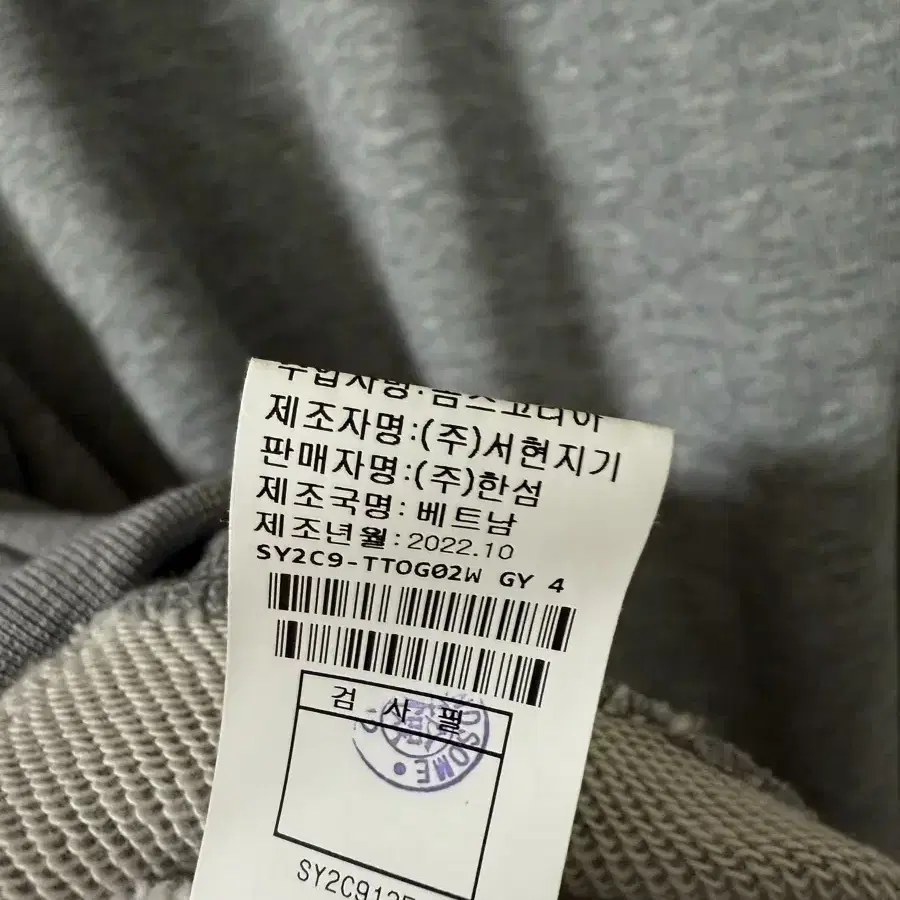 제조자명:(주)서현지기
판매자명:(주)한섬
제조국명: 베트남
제조년월:2022.10
SY2C9-TTOG02W GY 4
검 사 필
SOME